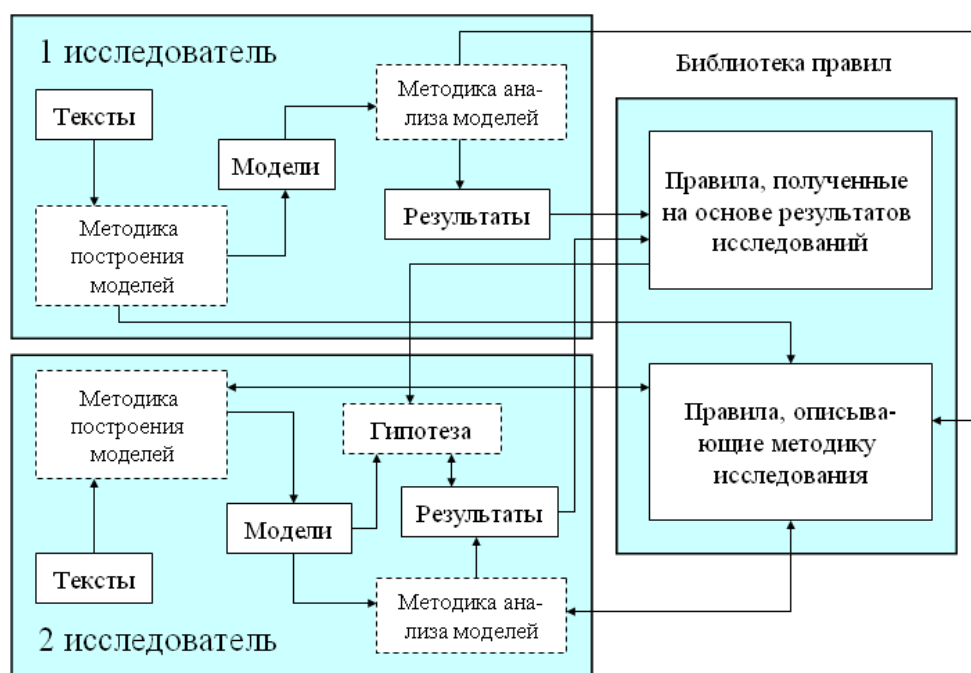 1 исследователь
Тексты
Методика
построения
моделей
Модели
Методика ана-
лиза моделей
Результаты
Библиотека правил
Правила, полученные
на основе результатов
исследований
Правила, описыва-
ющие методику
исследования
Методика
построения
моделей
Гипотеза
Модели
Результаты
Тексты
Методика ана-
лиза моделей
2 исследователь